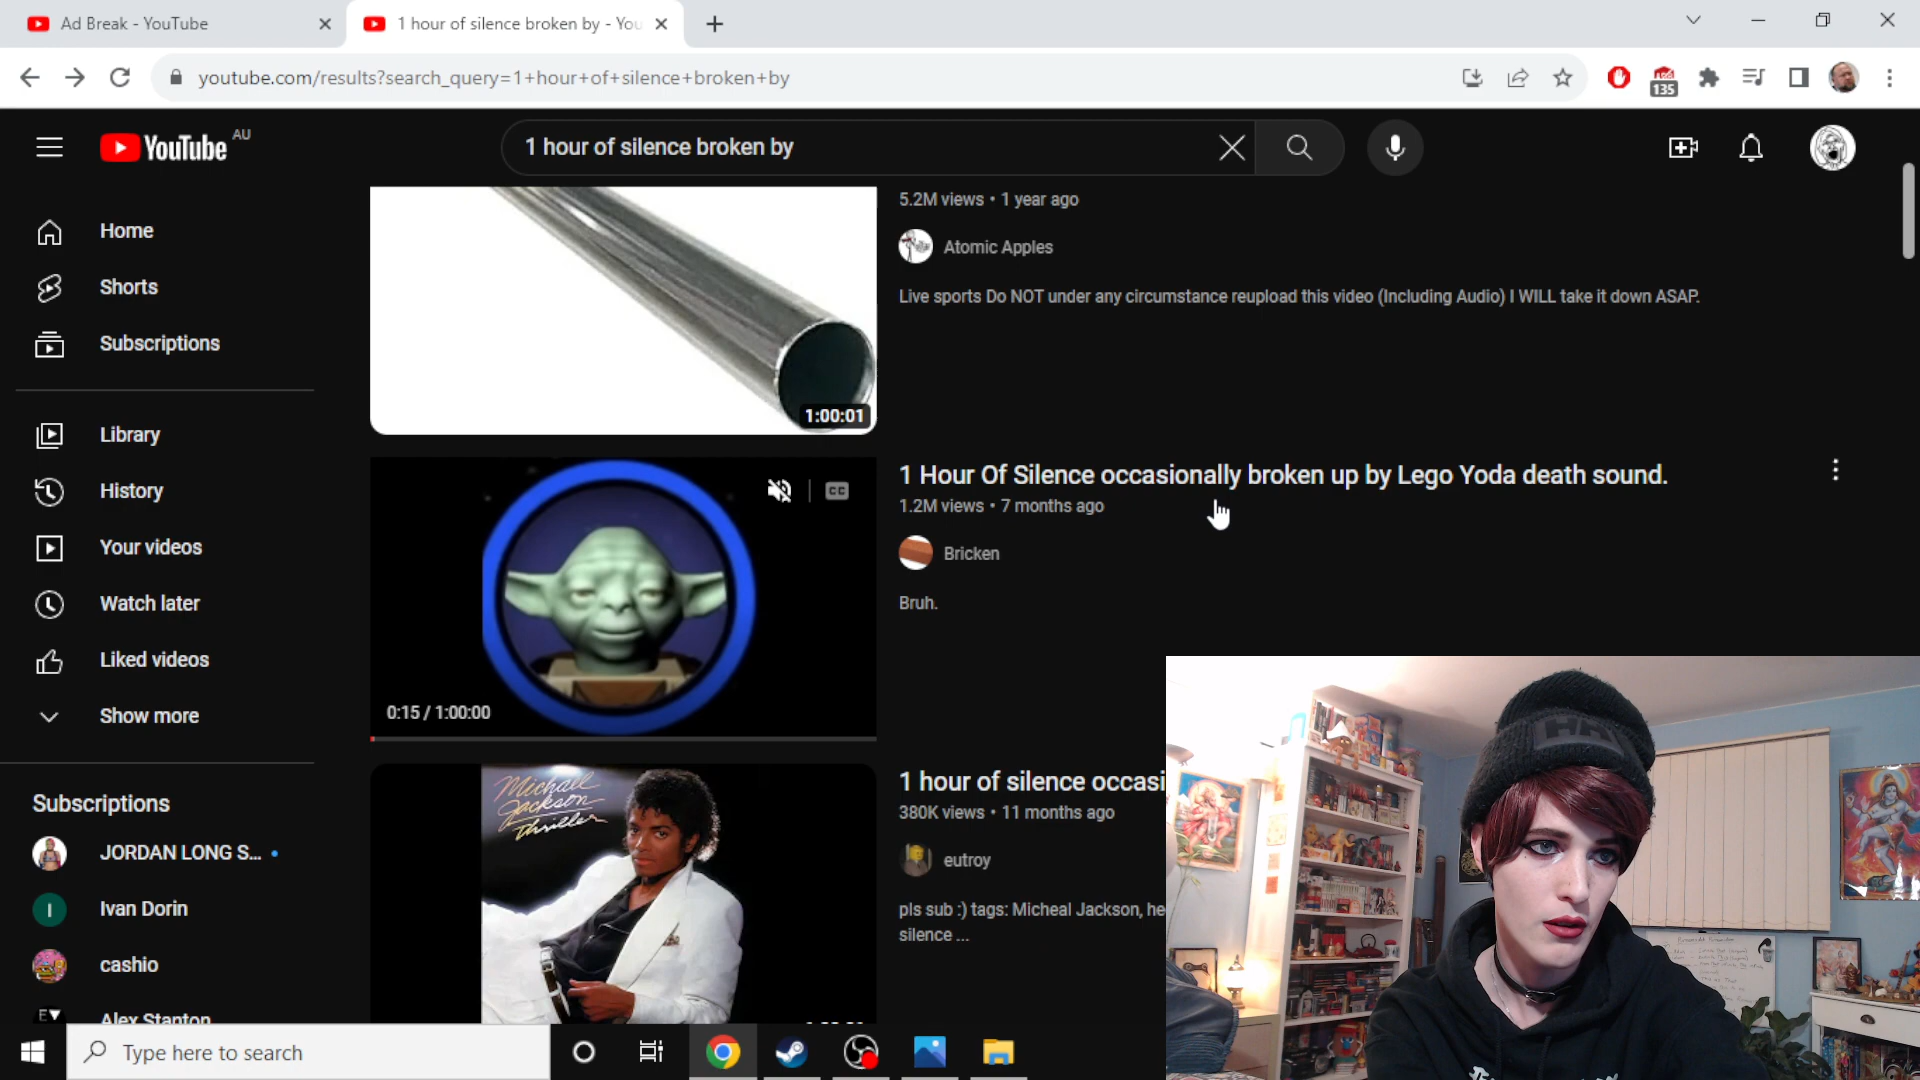 Ad Break - YouTube
1 hour of silence broken by - You
youtube.com/results?search_query=1+hour+of+silence+broken+by
135
YouTube AU
1 hour of silence broken by
Home
Shorts
Subscriptions
Library
History
Your videos
Watch later
Liked videos
Show more
Subscriptions
JORDAN LONG S...
I
Ivan Dorin
cashio
Alex Stanton
5.2M views • 1 year ago
Atomic Apples
Live sports Do NOT under any circumstance reupload this video (Including Audio) I WILL take it down ASAP.
1:00:01
1 Hour Of Silence occasionally broken up by Lego Yoda death sound.
1.2M views • 7 months ago
Bricken
Bruh.
CC
0:15 / 1:00:00
Michael
Jackson
Thriller
1 hour of silence occasi
380K views • 11 months ago
eutroy
pls sub :) tags: Micheal Jackson, he
silence ...
HH
Type here to search